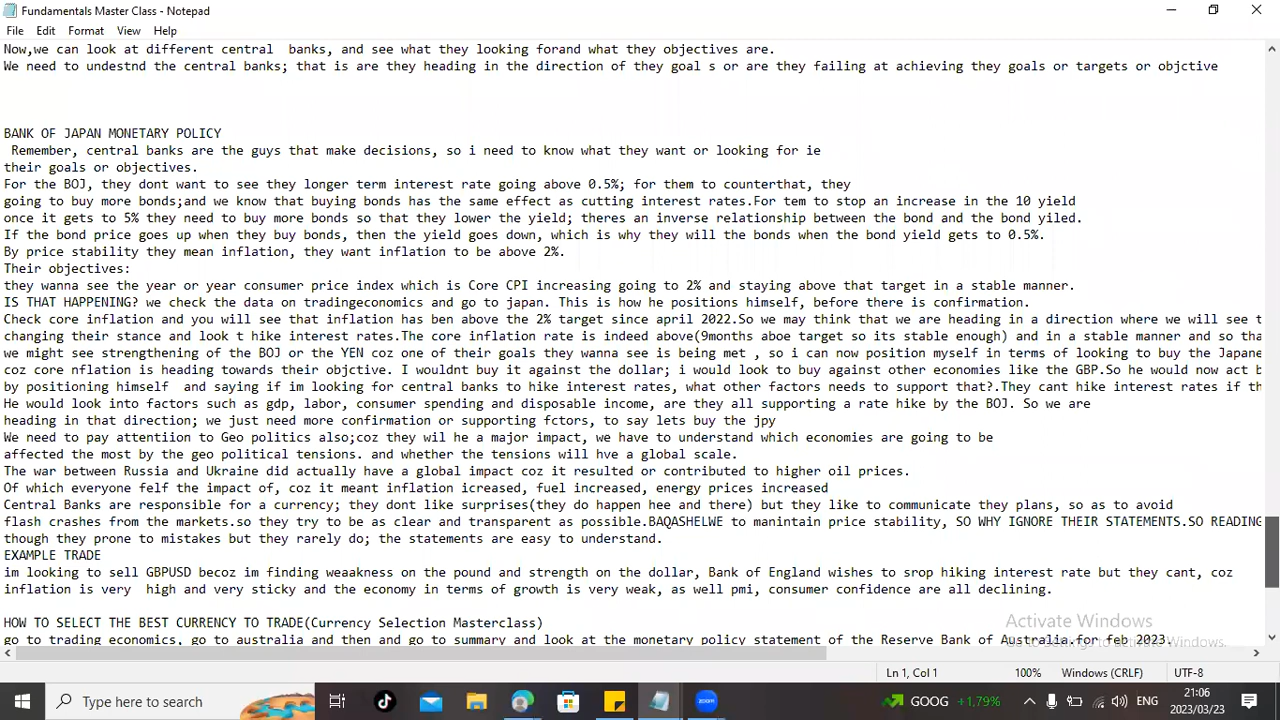 Fundamentals Master Class - Notepad
File Edit Format View Help
Now,we can look at different central  banks, and see what they looking forand what they objectives are.
We need to undestnd the central banks; that is are they heading in the direction of they goal s or are they failing at achieving they goals or targets or objctive
BANK OF JAPAN MONETARY POLICY
Remember, central banks are the guys that make decisions, so i need to know what they want or looking for ie
their goals or objectives.
For the BOJ, they dont want to see they longer term interest rate going above 0.5%; for them to counterthat, they
going to buy more bonds;and we know that buying bonds has the same effect as cutting interest rates.For tem to stop an increase in the 10 yield
once it gets to 5% they need to buy more bonds so that they lower the yield; theres an inverse relationship between the bond and the bond yiled.
If the bond price goes up when they buy bonds, then the yield goes down, which is why they will the bonds when the bond yield gets to 0.5%.
By price stability they mean inflation, they want inflation to be above 2%.
Their objectives:
they wanna see the year or year consumer price index which is Core CPI increasing going to 2% and staying above that target in a stable manner.
IS THAT HAPPENING? we check the data on tradingeconomics and go to japan. This is how he positions himself, before there is confirmation.
Check core inflation and you will see that inflation has ben above the 2% target since april 2022.So we may think that we are heading in a direction where we will see t
changing their stance and look t hike interest rates.The core inflation rate is indeed above(9months aboe target so its stable enough) and in a stable manner and so tha
we might see strengthening of the BOJ or the YEN coz one of their goals they wanna see is being met , so i can now position myself in terms of looking to buy the Japane
coz core nflation is heading towards their objctive. I wouldnt buy it against the dollar; i would look to buy against other economies like the GBP.So he would now act b
by positioning himself  and saying if im looking for central banks to hike interest rates, what other factors needs to support that?.They cant hike interest rates if th
He would look into factors such as gdp, labor, consumer spending and disposable income, are they all supporting a rate hike by the BOJ. So we are
heading in that direction; we just need more confirmation or supporting fctors, to say lets buy the jpy
We need to pay attentiion to Geo politics also;coz they wil he a major impact, we have to understand which economies are going to be
affected the most by the geo political tensions. and whether the tensions will hve a global scale.
The war between Russia and Ukraine did actually have a global impact coz it resulted or contributed to higher oil prices.
Of which everyone felf the impact of, coz it meant inflation icreased, fuel increased, energy prices increased
Central Banks are responsible for a currency; they dont like surprises(they do happen hee and there) but they like to communicate they plans, so as to avoid
flash crashes from the markets.so they try to be as clear and transparent as possible.BAQASHELWE to manintain price stability, SO WHY IGNORE THEIR STATEMENTS.SO READING
though they prone to mistakes but they rarely do; the statements are easy to understand.
EXAMPLE TRADE
im looking to sell GBPUSD becoz im finding weaakness on the pound and strength on the dollar, Bank of England wishes to srop hiking interest rate but they cant, coz
inflation is very  high and very sticky and the economy in terms of growth is very weak, as well pmi, consumer confidence are all declining.
HOW TO SELECT THE BEST CURRENCY TO TRADE(Currency Selection Masterclass)
go to trading economics, go to australia and then and go to summary and look at the monetary policy statement of the Reserve Bank of Australia.for feb 2023.
Activate Windows
Go to Settings to activate Windows.
Ln 1, Col 1 100% Windows (CRLF) UTF-8
Type here to search
zoom
GOOG +1,79%
ENG
21:06
2023/03/23